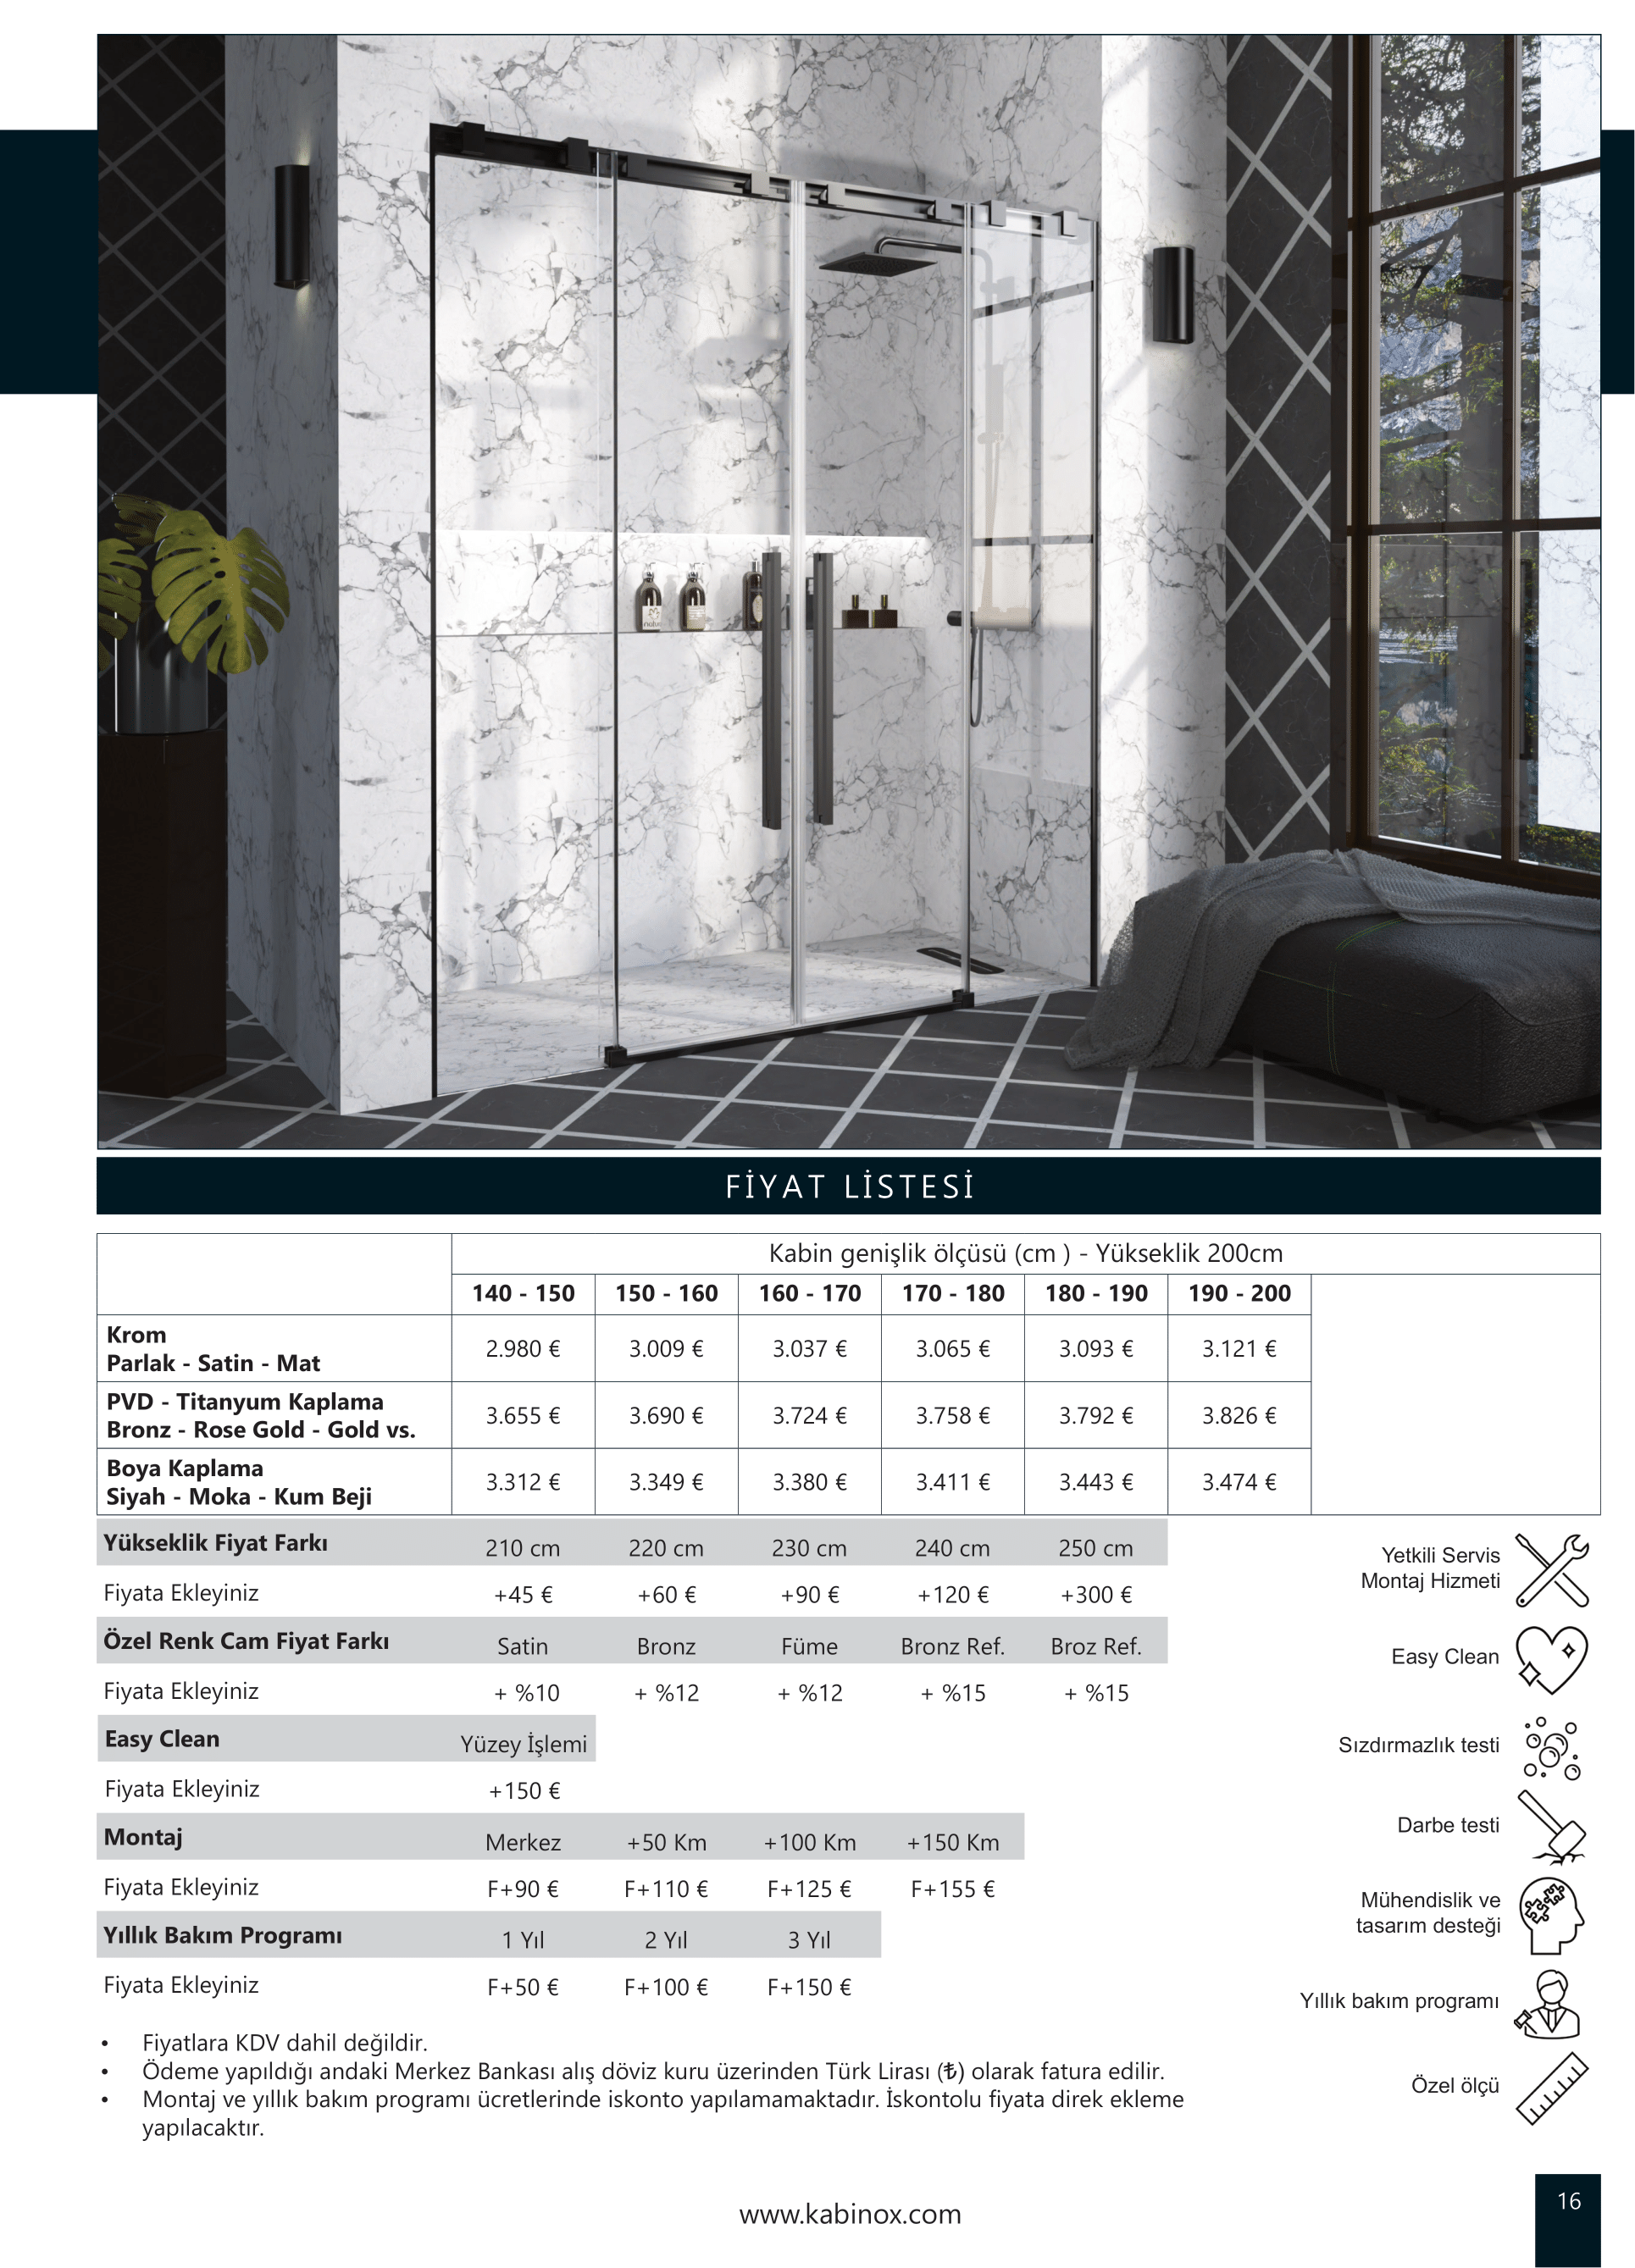 FİYAT LİSTESİ
Kabin genişlik ölçüsü (cm ) - Yükseklik 200cm
140 - 150 150 - 160 160 - 170 170 - 180 180 - 190 190 - 200
Krom
Parlak - Satin - Mat
2.980 € 3.009 € 3.037 € 3.065 € 3.093 € 3.121 €
PVD - Titanyum Kaplama
Bronz - Rose Gold - Gold vs.
3.655 € 3.690 € 3.724 € 3.758 € 3.792 € 3.826 €
Boya Kaplama
Siyah - Moka - Kum Beji
3.312 € 3.349 € 3.380 € 3.411 € 3.443 € 3.474 €
Yükseklik Fiyat Farkı 210 cm 220 cm 230 cm 240 cm 250 cm
Fiyata Ekleyiniz +45 € +60 € +90 € +120 € +300 €
Özel Renk Cam Fiyat Farkı Satin Bronz Füme Bronz Ref. Broz Ref.
Fiyata Ekleyiniz + %10 + %12 + %12 + %15 + %15
Easy Clean Yüzey İşlemi
Fiyata Ekleyiniz +150 €
Montaj Merkez +50 Km +100 Km +150 Km
Fiyata Ekleyiniz F+90 € F+110 € F+125 € F+155 €
Yıllık Bakım Programı 1 Yıl 2 Yıl 3 Yıl
Fiyata Ekleyiniz F+50 € F+100 € F+150 €
Yetkili Servis
Montaj Hizmeti
Easy Clean
Sızdırmazlık testi
Darbe testi
Mühendislik ve
tasarım desteği
Yıllık bakım programı
Özel ölçü
• Fiyatlara KDV dahil değildir.
• Ödeme yapıldığı andaki Merkez Bankası alış döviz kuru üzerinden Türk Lirası (₺) olarak fatura edilir.
• Montaj ve yıllık bakım programı ücretlerinde iskonto yapılamamaktadır. İskontolu fiyata direk ekleme
yapılacaktır.
www.kabinox.com
16